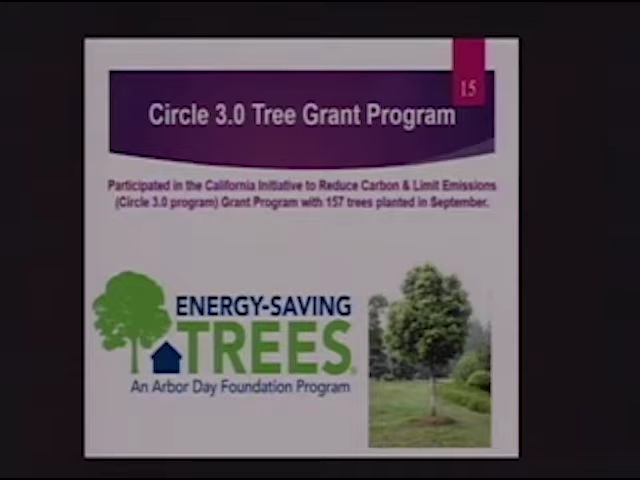 15
Circle 3.0 Tree Grant Program
Participated in the California Initiative to Reduce Carbon & Limit Emissions
(Circle 3.0 program) Grant Program with 157 trees planted in September.
ENERGY-SAVING
TREES®
An Arbor Day Foundation Program